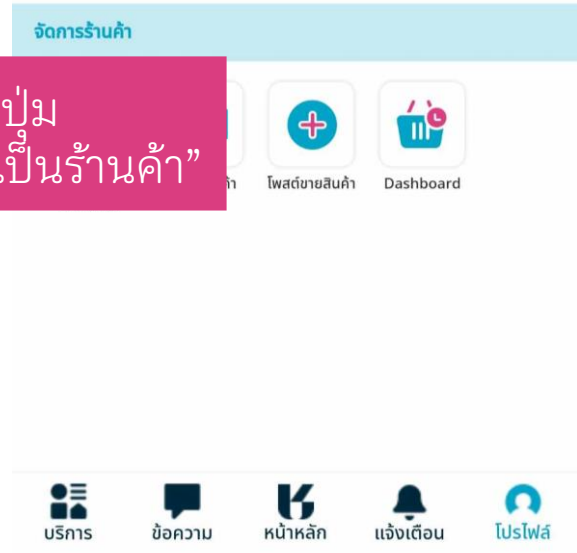 จัดการร้านค้า
ปุ่ม
เป็นร้านค้า”
โพสต์ขายสินค้า
Dashboard
บริการ
ข้อความ
หน้าหลัก
แจ้งเตือน
โปรไฟล์